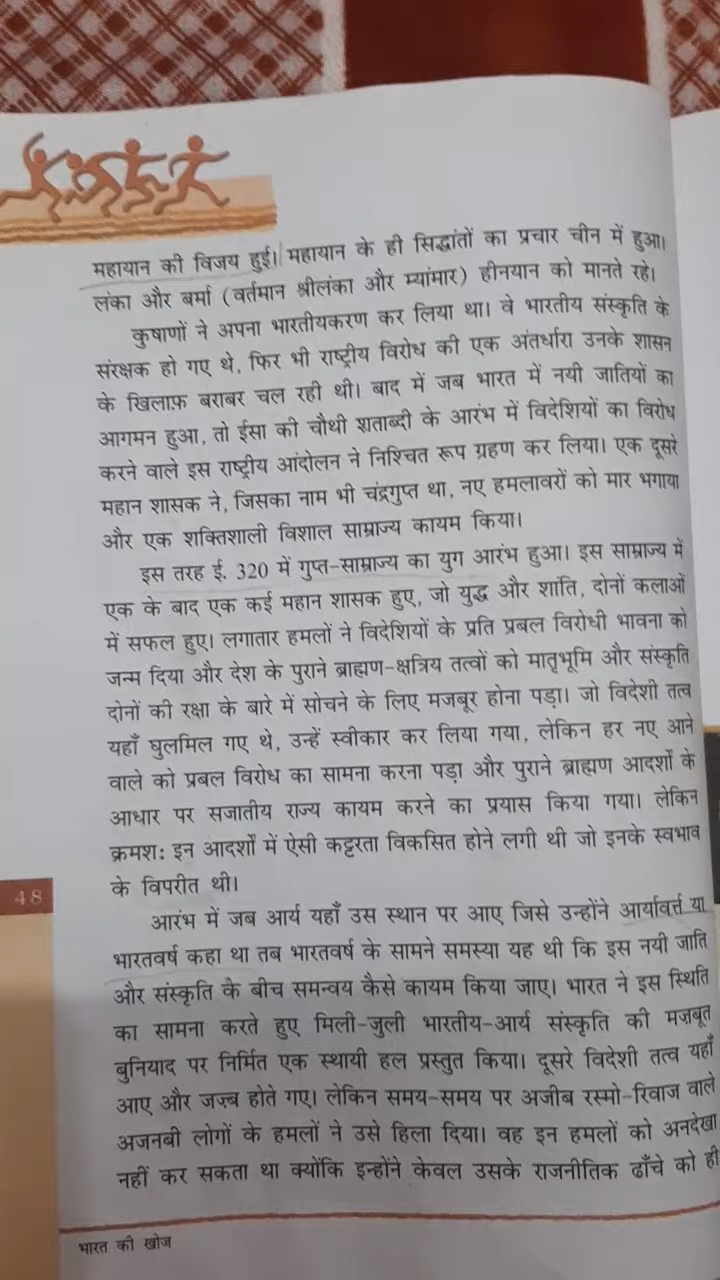 महायान की विजय हुई। महायान के ही सिद्धांतों का प्रचार चीन में हुआ।
लंका और बर्मा (वर्तमान श्रीलंका और म्यांमार) हीनयान को मानते रहे।
कुषाणों ने अपना भारतीयकरण कर लिया था। वे भारतीय संस्कृति के
संरक्षक हो गए थे, फिर भी राष्ट्रीय विरोध की एक अंतर्धारा उनके शासन
के खिलाफ़ बराबर चल रही थी। बाद में जब भारत में नयी जातियों का
आगमन हुआ, तो ईसा की चौथी शताब्दी के आरंभ में विदेशियों का विरोध
करने वाले इस राष्ट्रीय आंदोलन ने निश्चित रूप ग्रहण कर लिया। एक दूसरे
महान शासक ने, जिसका नाम भी चंद्रगुप्त था, नए हमलावरों को मार भगाया
और एक शक्तिशाली विशाल साम्राज्य कायम किया।
इस तरह ई. 320 में गुप्त-साम्राज्य का युग आरंभ हुआ। इस साम्राज्य में
एक के बाद एक कई महान शासक हुए, जो युद्ध और शांति, दोनों कलाओं
में सफल हुए। लगातार हमलों ने विदेशियों के प्रति प्रबल विरोधी भावना को
जन्म दिया और देश के पुराने ब्राह्मण-क्षत्रिय तत्वों को मातृभूमि और संस्कृति
दोनों की रक्षा के बारे में सोचने के लिए मजबूर होना पड़ा। जो विदेशी तत्व
यहाँ घुलमिल गए थे, उन्हें स्वीकार कर लिया गया, लेकिन हर नए आने
वाले को प्रबल विरोध का सामना करना पड़ा और पुराने ब्राह्मण आदर्शों के
आधार पर सजातीय राज्य कायम करने का प्रयास किया गया। लेकिन
क्रमश: इन आदर्शों में ऐसी कट्टरता विकसित होने लगी थी जो इनके स्वभाव
के विपरीत थी।
48
आरंभ में जब आर्य यहाँ उस स्थान पर आए जिसे उन्होंने आर्यावर्त्त या
भारतवर्ष कहा था तब भारतवर्ष के सामने समस्या यह थी कि इस नयी जाति
और संस्कृति के बीच समन्वय कैसे कायम किया जाए। भारत ने इस स्थिति
का सामना करते हुए मिली-जुली भारतीय-आर्य संस्कृति की मज़बूत
बुनियाद पर निर्मित एक स्थायी हल प्रस्तुत किया। दूसरे विदेशी तत्व यहाँ
आए और जज़्ब होते गए। लेकिन समय-समय पर अजीब रस्मो-रिवाज वाले
अजनबी लोगों के हमलों ने उसे हिला दिया। वह इन हमलों को अनदेखा
नहीं कर सकता था क्योंकि इन्होंने केवल उसके राजनीतिक ढाँचे को ही
भारत की खोज